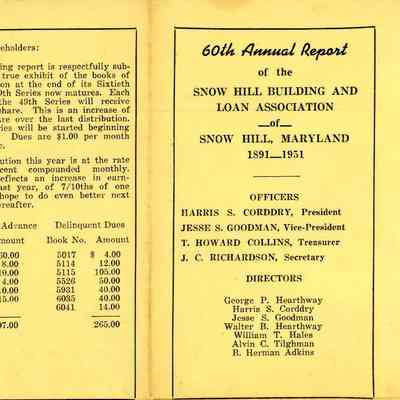 eholders:
ing report is respectfully sub-
true exhibit of the books of
on at the end of its Sixtieth
9th Series now matures. Each
the 49th Series will receive
share. This is an increase of
are over the last distribution.
ries will be started beginning
Dues are $1.00 per month
e.
ution this year is at the rate
cent compounded monthly.
eflects an increase in earn-
ast year, of 7/10ths of one
hope to do even better next
ereafter.
Advance Delinquent Dues
mount Book No. Amount
60.00 5017 $ 4.00
8.00 5114 12.00
10.00 5115 105.00
4.00 5526 50.00
10.00 5931 40.00
15.00 6035 40.00
6041 14.00
97.00 265.00
60th Annual Report
of the
SNOW HILL BUILDING AND
LOAN ASSOCIATION
—of—
SNOW HILL, MARYLAND
1891—1951
OFFICERS
HARRIS S. CORDDRY, President
JESSE S. GOODMAN, Vice-President
T. HOWARD COLLINS, Treasurer
J. C. RICHARDSON, Secretary
DIRECTORS
George P. Hearthway
Harris S. Corddry
Jesse S. Goodman
Walter B. Hearthway
William T. Hales
Alvin C. Tilghman
B. Herman Adkins